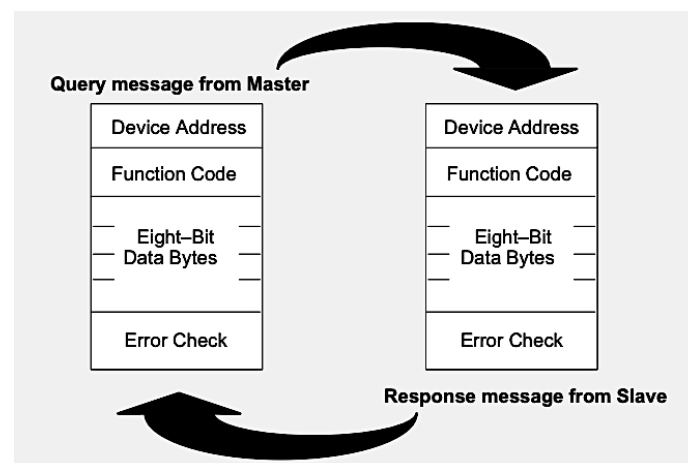 Query message from Master
Device Address
Function Code
Eight–Bit
Data Bytes
Error Check
Device Address
Function Code
Eight–Bit
Data Bytes
Error Check
Response message from Slave